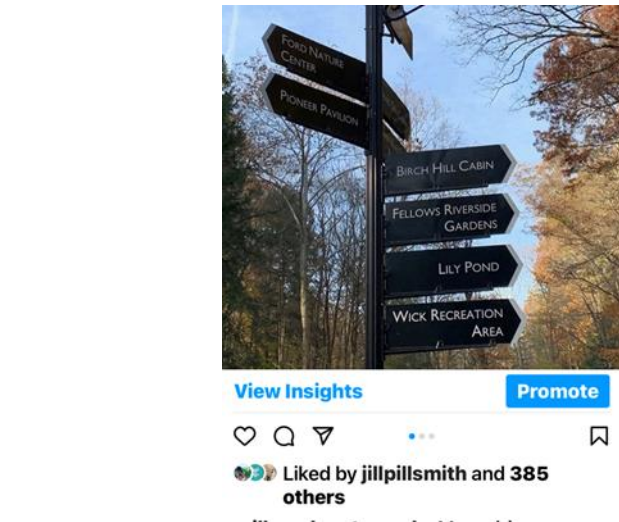 FORD NATURE
CENTER
PIONEER PAVILION
BIRCH HILL CABIN
FELLOWS RIVERSIDE
GARDENS
LILY POND
WICK RECREATION
AREA
View Insights
Promote
Liked by jillpillsmith and 385
others